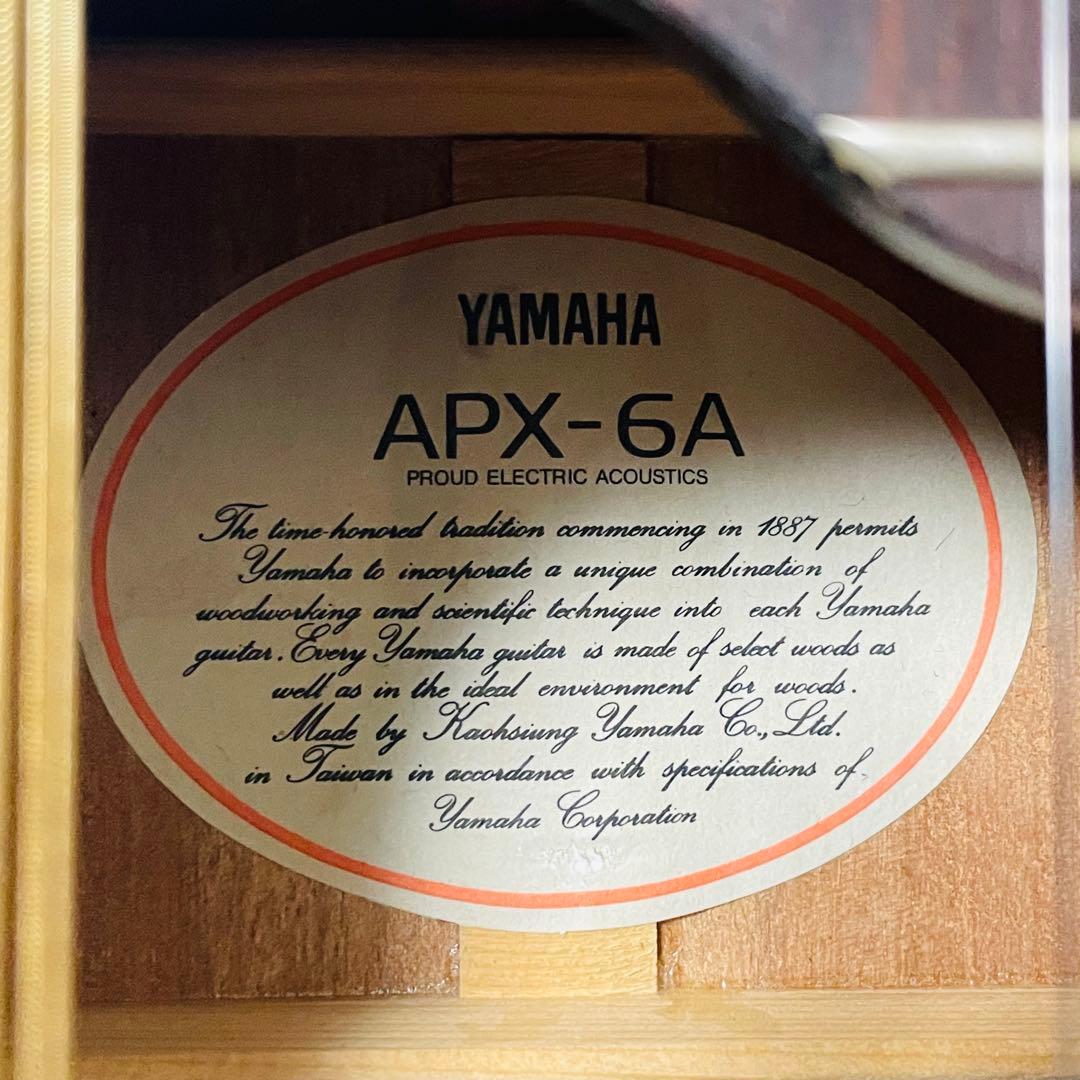 YAMAHA
APX-6A
PROUD ELECTRIC ACOUSTICS
The time-honored tradition commencing in 1887 permits
Yamaha to incorporate a unique combination of
woodworking and scientific technique into each Yamaha
guitar. Every Yamaha guitar is made of select woods as
well as in the ideal environment for woods.
Made by Kaohsiung Yamaha Co., Ltd.
in Taiwan in accordance with specifications of
Yamaha Corporation